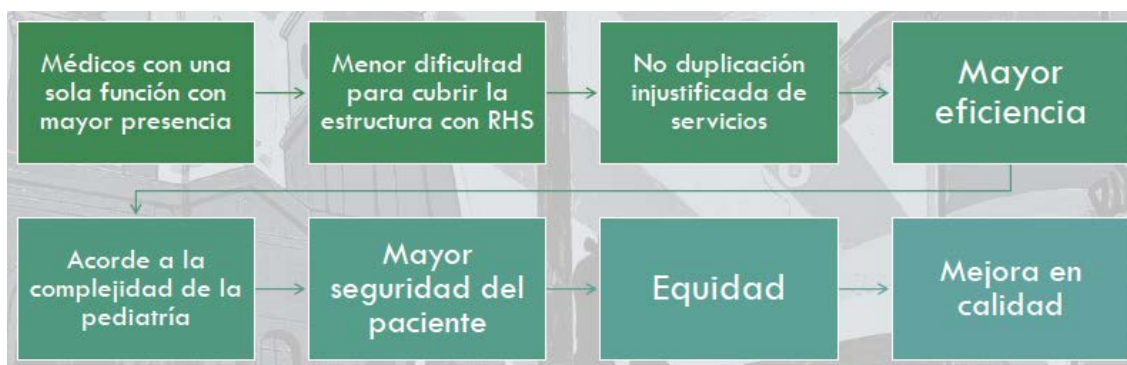 Médicos con una
sola función con
mayor presencia
Menor dificultad
para cubrir la
estructura con RHS
No duplicación
injustificada de
servicios
Mayor
eficiencia
Acorde a la
complejidad de la
pediatría
Mayor
seguridad del
paciente
Equidad
Mejora en
calidad